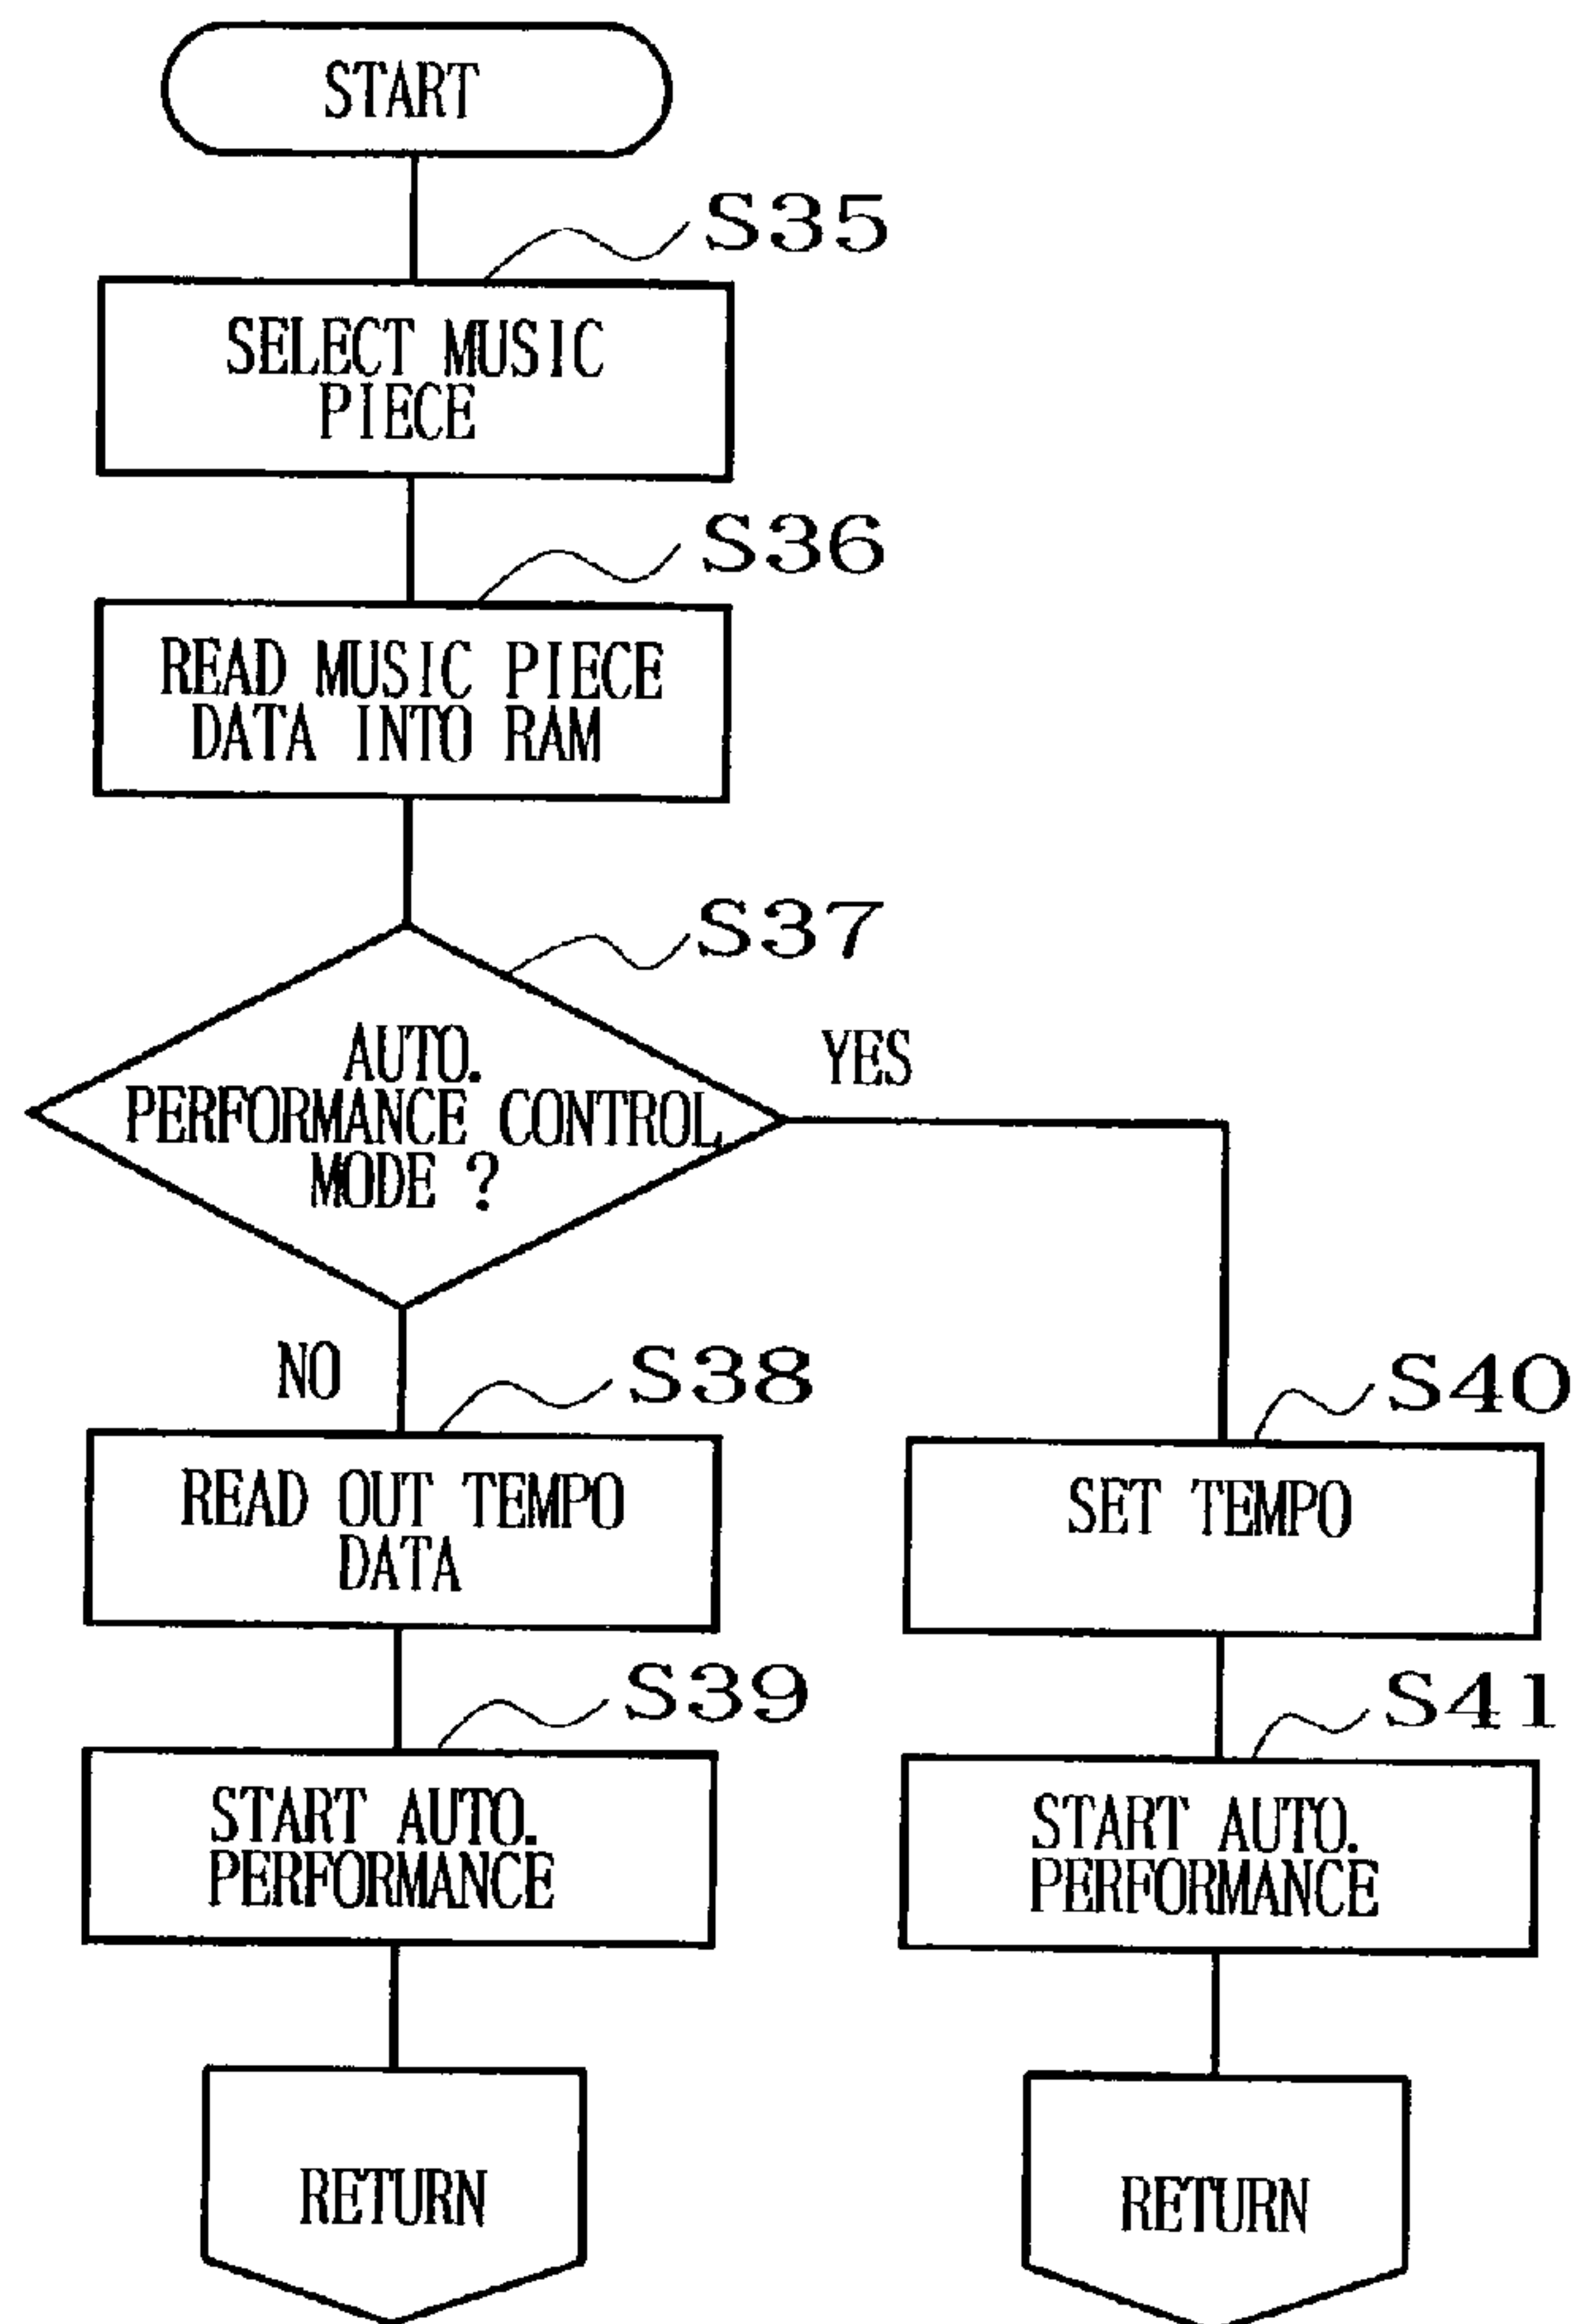 START
S35
SELECT MUSIC
PIECE
S36
READ MUSIC PIECE
DATA INTO RAM
S37
AUTO.
PERFORMANCE CONTROL
MODE ?
YES
NO
S38
READ OUT TEMPO
DATA
S39
START AUTO.
PERFORMANCE
RETURN
S40
SET TEMPO
S41
START AUTO.
PERFORMANCE
RETURN